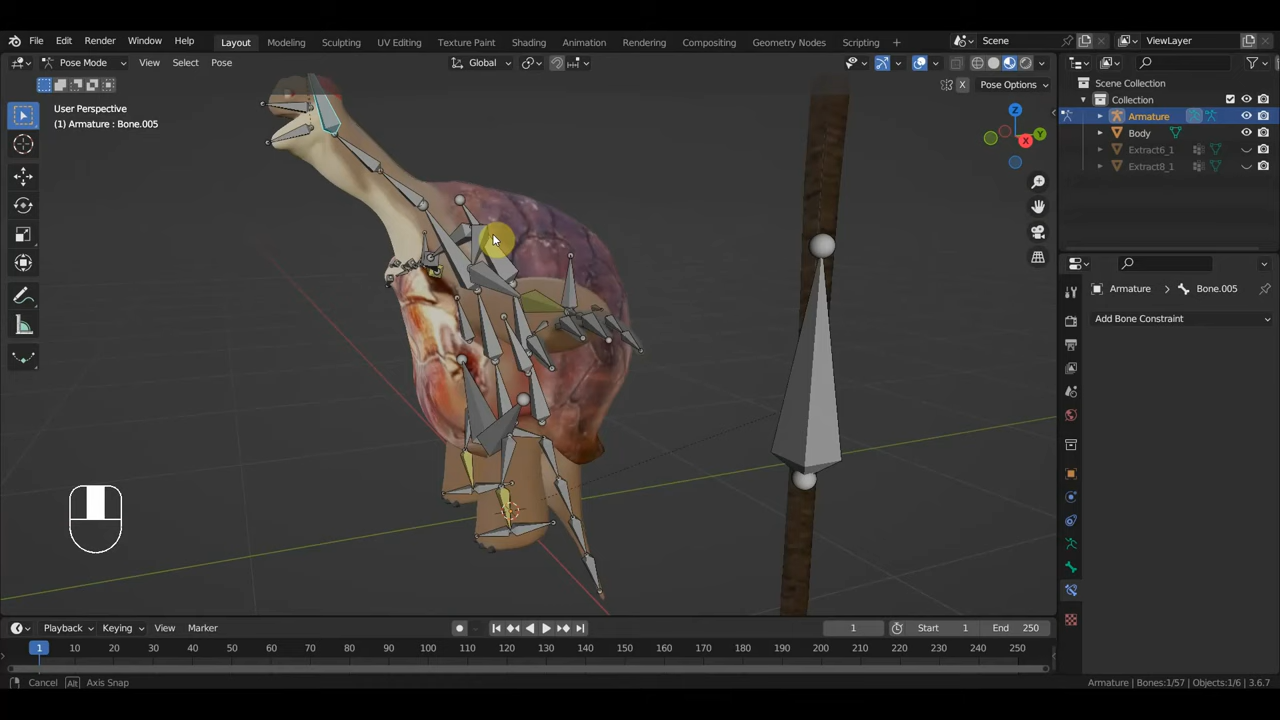 File Edit Render Window Help Layout Modeling Sculpting UV Editing Texture Paint Shading Animation Rendering Compositing Geometry Nodes Scripting + Scene ViewLayer
Pose Mode View Select Pose Global
X Pose Options
User Perspective
(1) Armature : Bone.005
Z
Y
X
Scene Collection
Collection
Armature
Body
Extract6_1
Extract8_1
Armature > Bone.005
Add Bone Constraint
Playback Keying View Marker 1 Start 1 End 250
1 10 20 30 40 50 60 70 80 90 100 110 120 130 140 150 160 170 180 190 200 210 220 230 240 250
Cancel Alt Axis Snap Armature | Bones:1/57 | Objects:1/6 | 3.6.7